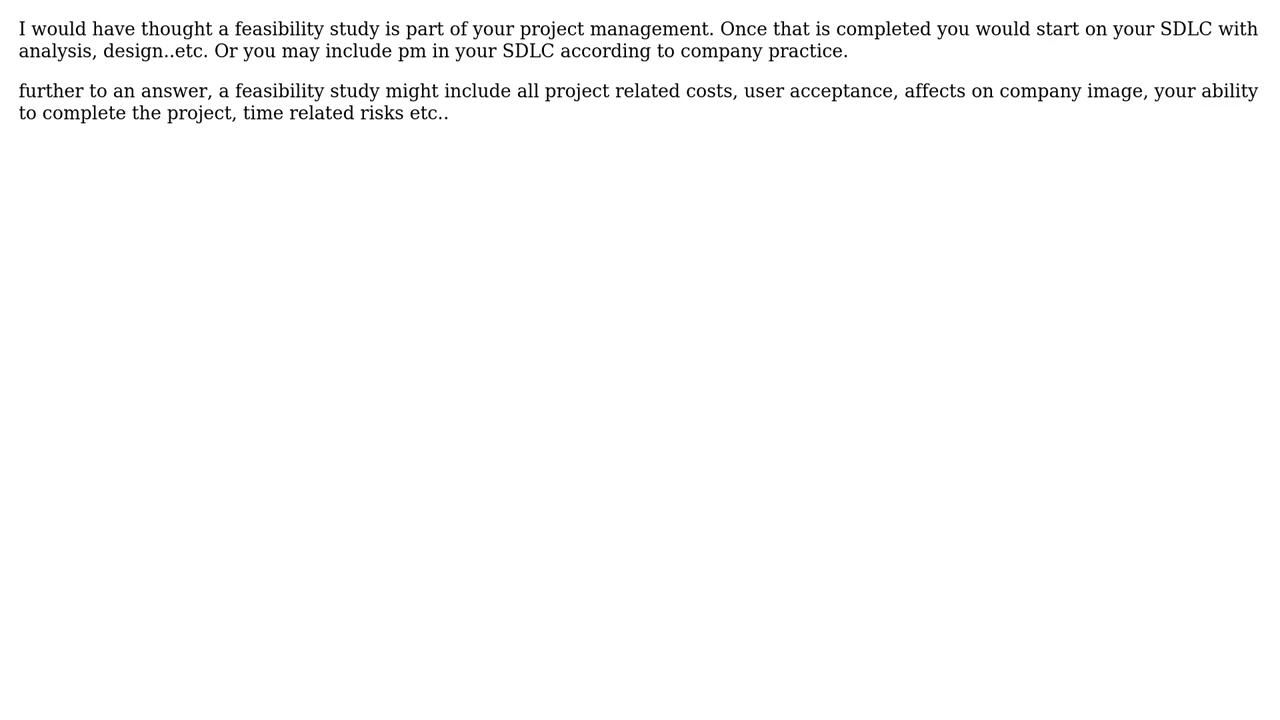 I would have thought a feasibility study is part of your project management. Once that is completed you would start on your SDLC with
analysis, design..etc. Or you may include pm in your SDLC according to company practice.
further to an answer, a feasibility study might include all project related costs, user acceptance, affects on company image, your ability
to complete the project, time related risks etc..